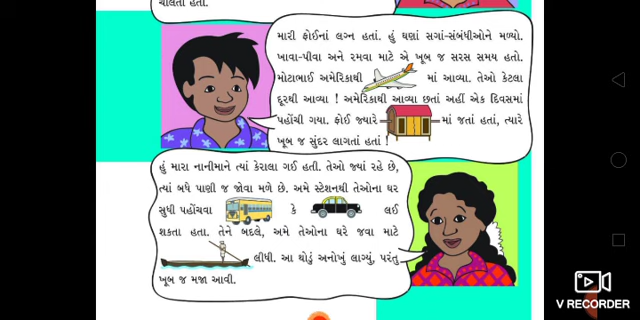 ચાલતો હતો.
મારી ફોઈનાં લગ્ન હતાં. હું ઘણાં સગાં-સંબંધીઓને મળ્યો.
ખાવા-પીવા અને રમવા માટે એ ખૂબ જ સરસ સમય હતો.
મોટાભાઈ અમેરિકાથી માં આવ્યા. તેઓ કેટલા
દૂરથી આવ્યા ! અમેરિકાથી આવ્યા છતાં અહીં એક દિવસમાં
પહોંચી ગયા. ફોઈ જ્યારે માં જતાં હતાં, ત્યારે
ખૂબ જ સુંદર લાગતાં હતાં !
હું મારા નાનીમાને ત્યાં કેરાલા ગઈ હતી. તેઓ જ્યાં રહે છે,
ત્યાં બધે પાણી જ જોવા મળે છે. અમે સ્ટેશનથી તેઓના ઘર
સુધી પહોંચવા કે લઈ
શકતા હતા. તેને બદલે, અમે તેઓના ઘરે જવા માટે
લીધી. આ થોડું અનોખું લાગ્યું, પરંતુ
ખૂબ જ મજા આવી.
V RECORDER